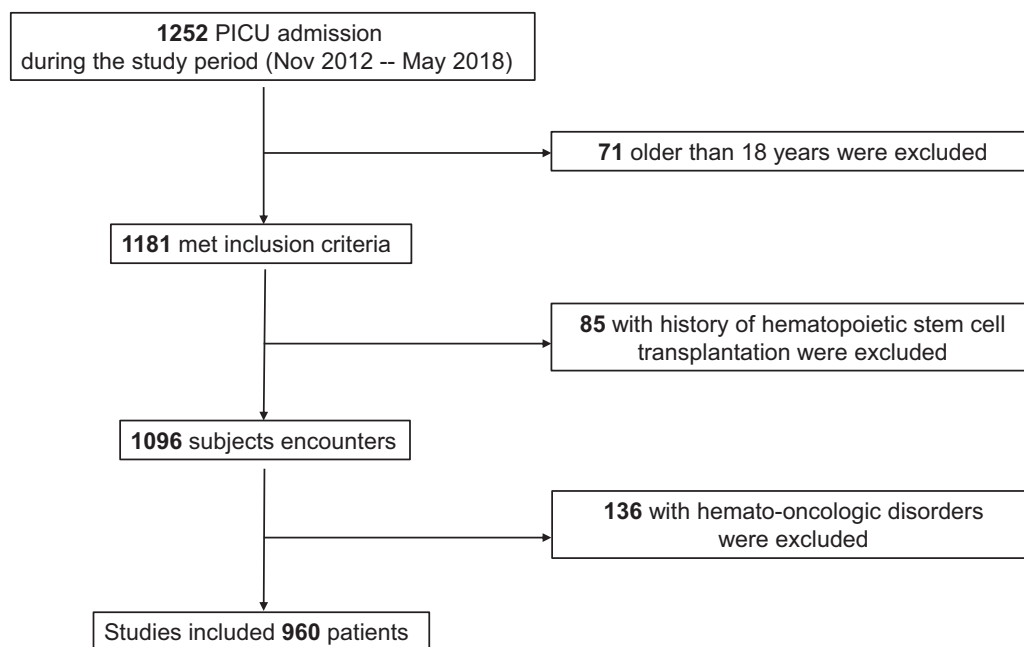 1252 PICU admission
during the study period (Nov 2012 -- May 2018)
71 older than 18 years were excluded
1181 met inclusion criteria
85 with history of hematopoietic stem cell
transplantation were excluded
1096 subjects encounters
136 with hemato-oncologic disorders
were excluded
Studies included 960 patients